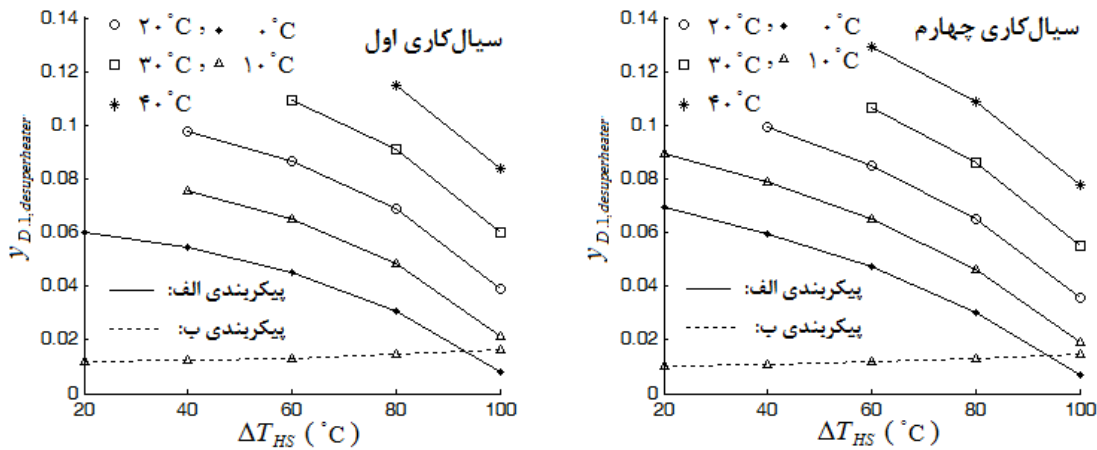 سیال‌کاری اول
○ ۲۰°C و ♦ ۰°C
□ ۳۰°C و △ ۱۰°C
✳ ۴۰°C
پیکربندی الف:
پیکربندی ب:
y D.1,desuperheater
0.14
0.12
0.1
0.08
0.06
0.04
0.02
0
20 40 60 80 100
ΔT HS (°C)
سیال‌کاری چهارم
○ ۲۰°C و ♦ ۰°C
□ ۳۰°C و △ ۱۰°C
✳ ۴۰°C
پیکربندی الف:
پیکربندی ب:
y D.1,desuperheater
0.14
0.12
0.1
0.08
0.06
0.04
0.02
0
20 40 60 80 100
ΔT HS (°C)